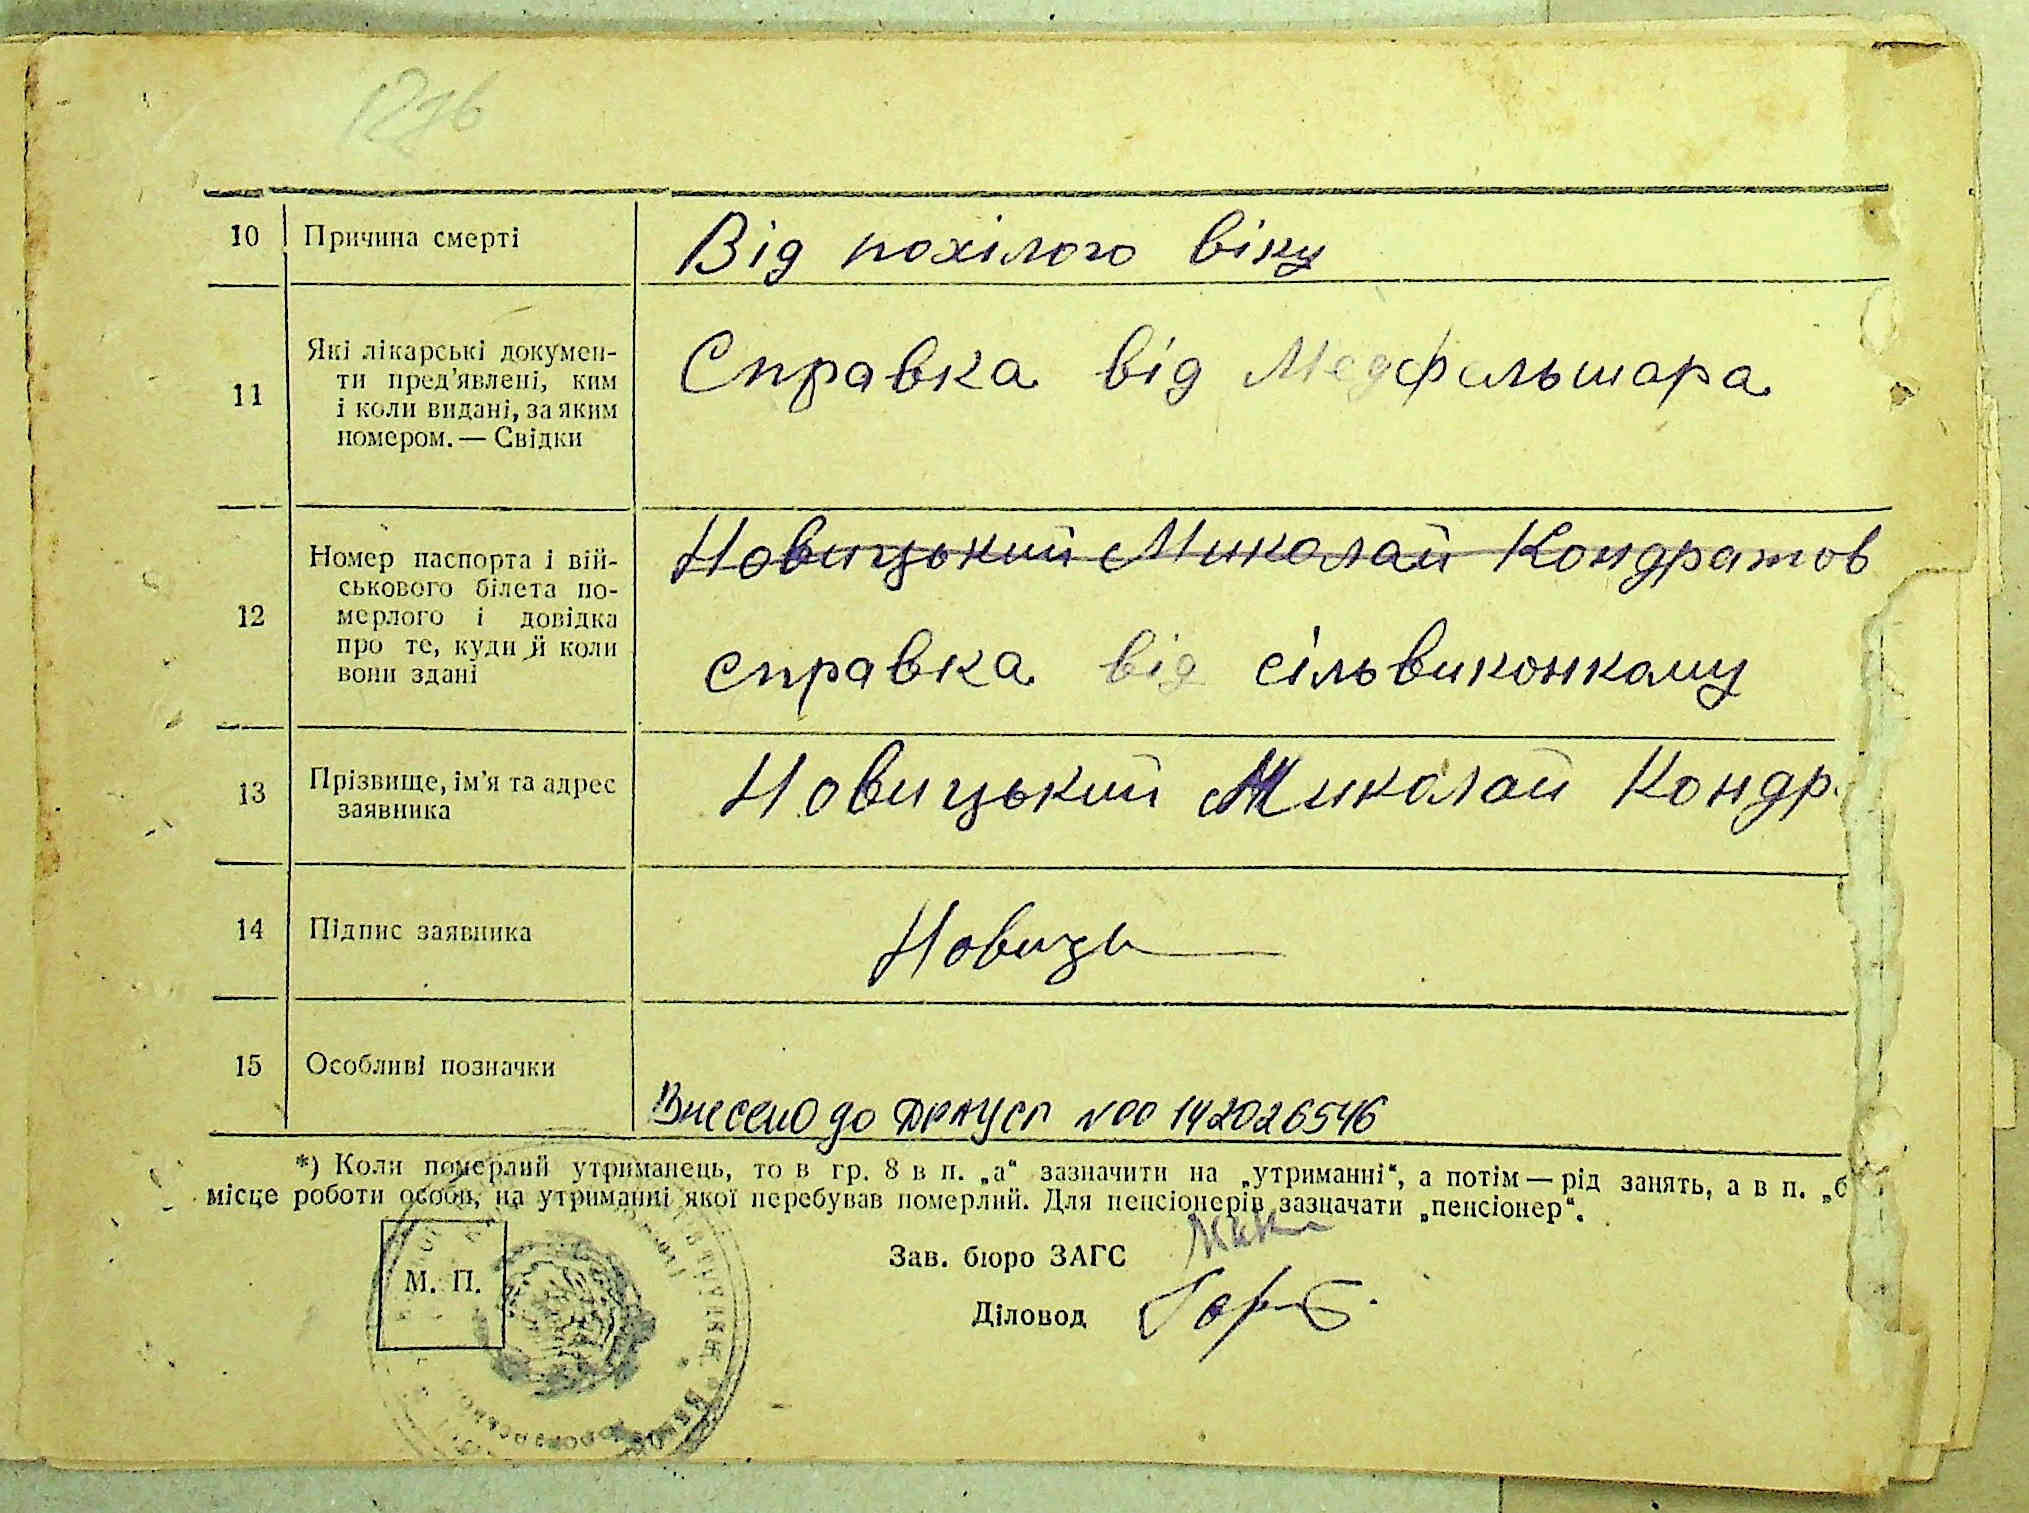 127б
10 Причина смерті Від похілого віку
11 Які лікарські докумен-
ти пред’явлені, ким
і коли видані, за яким
номером. — Свідки
Справка від Медфельшара
12 Номер паспорта і вій-
ськового білета по-
мерлого і довідка
про те, куди й коли
вони здані
Новицький Миколай Кондратов
справка від сільвиконкому
13 Прізвище, ім’я та адрес
заявника
Новицький Миколай Кондр
14 Підпис заявника Новиць
15 Особливі позначки
Внесено до ДРАЦСГ №00142026546
*) Коли померлий утриманець, то в гр. 8 в п. „а“ зазначити на „утриманні“, а потім — рід занять, а в п. „б
місце роботи особи, на утриманні якої перебував померлий. Для пенсіонерів зазначати „пенсіонер“.
М. П.
Зав. бюро ЗАГС
Діловод